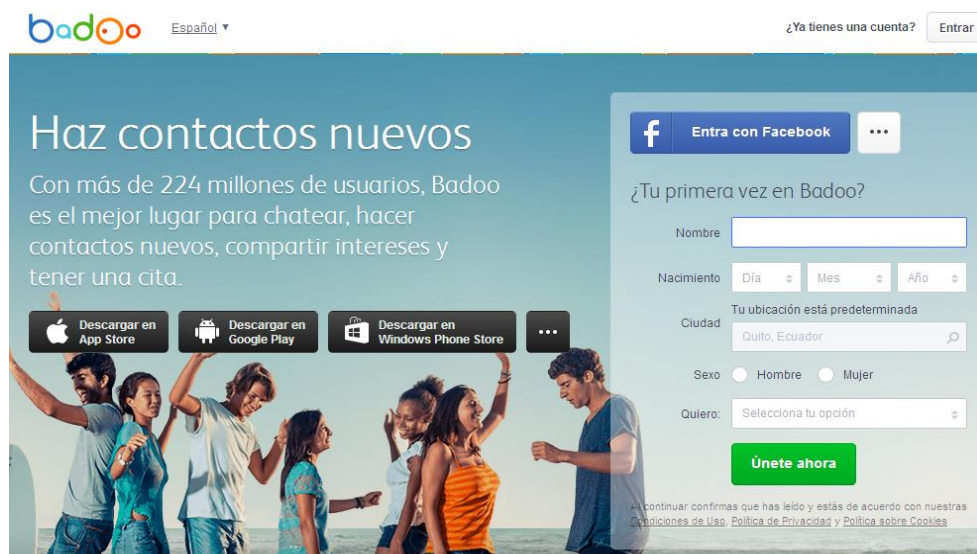 badoo
Español
¿Ya tienes una cuenta?
Entrar
Haz contactos nuevos
Con más de 224 millones de usuarios, Badoo
es el mejor lugar para chatear, hacer
contactos nuevos, compartir intereses y
tener una cita.
Descargar en
App Store
Descargar en
Google Play
Descargar en
Windows Phone Store
Entra con Facebook
¿Tu primera vez en Badoo?
Nombre
Nacimiento
Día
Mes
Año
Tu ubicación está predeterminada
Ciudad
Quito, Ecuador
Sexo
Hombre
Mujer
Quiero:
Selecciona tu opción
Únete ahora
Al continuar confirmas que has leído y estás de acuerdo con nuestras
Condiciones de Uso, Política de Privacidad y Política sobre Cookies